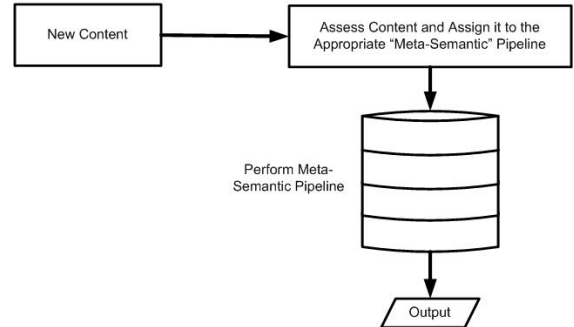 New Content
Assess Content and Assign it to the
Appropriate “Meta-Semantic” Pipeline
Perform Meta-
Semantic Pipeline
Output